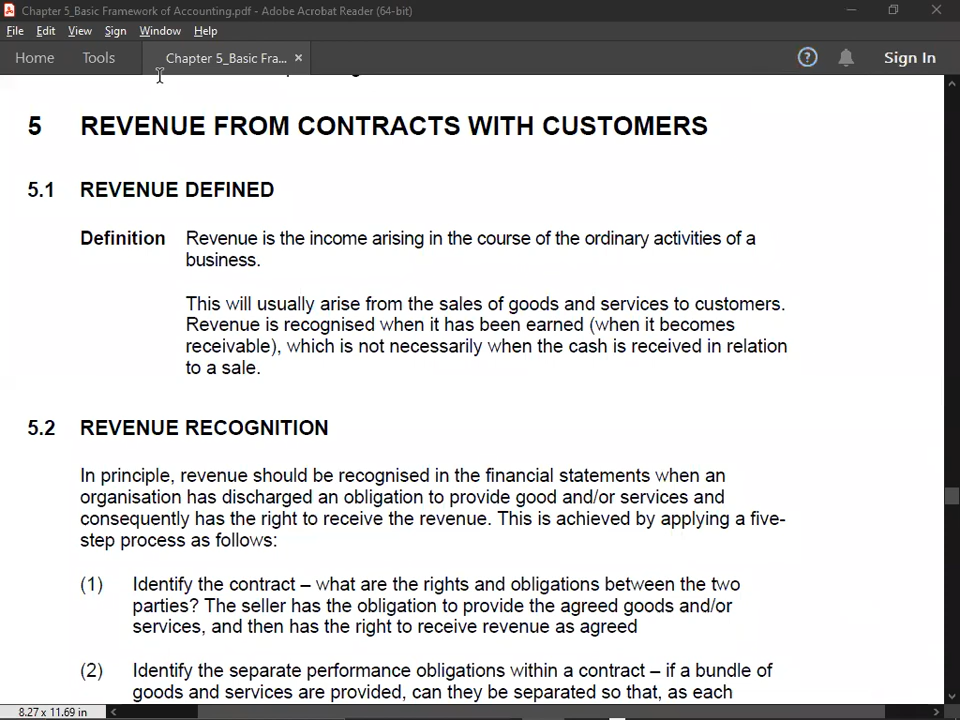 Chapter 5_Basic Framework of Accounting.pdf - Adobe Acrobat Reader (64-bit)
File Edit View Sign Window Help
Home Tools Chapter 5_Basic Fra... × ? Sign In
5 REVENUE FROM CONTRACTS WITH CUSTOMERS
5.1 REVENUE DEFINED
Definition Revenue is the income arising in the course of the ordinary activities of a
business.
This will usually arise from the sales of goods and services to customers.
Revenue is recognised when it has been earned (when it becomes
receivable), which is not necessarily when the cash is received in relation
to a sale.
5.2 REVENUE RECOGNITION
In principle, revenue should be recognised in the financial statements when an
organisation has discharged an obligation to provide good and/or services and
consequently has the right to receive the revenue. This is achieved by applying a five-
step process as follows:
(1) Identify the contract – what are the rights and obligations between the two
parties? The seller has the obligation to provide the agreed goods and/or
services, and then has the right to receive revenue as agreed
(2) Identify the separate performance obligations within a contract – if a bundle of
goods and services are provided, can they be separated so that, as each
8.27 x 11.69 in